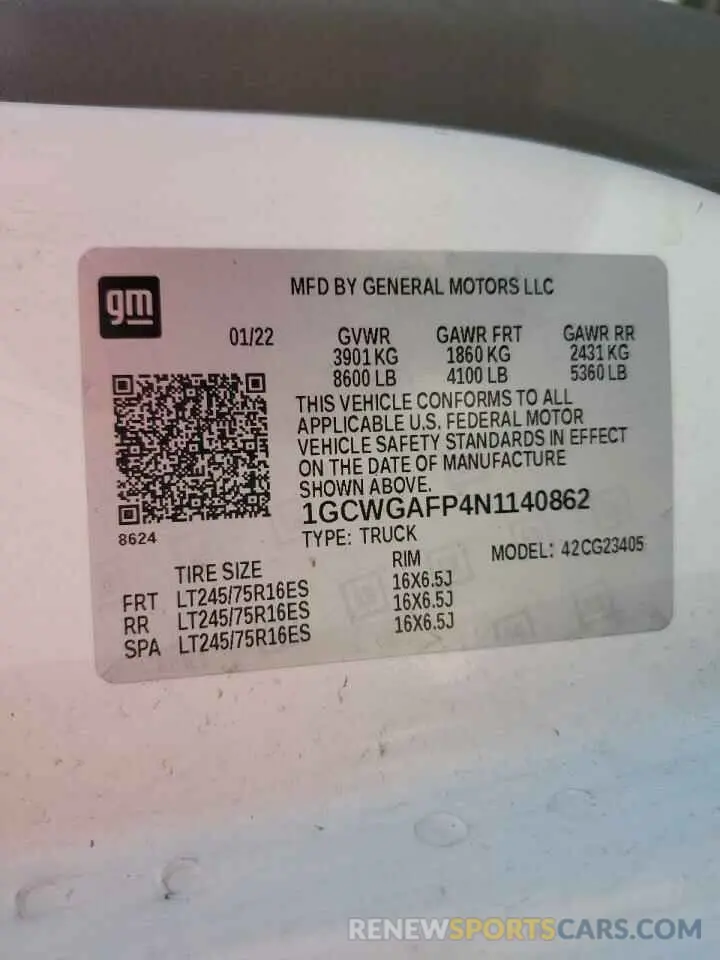 gm
MFD BY GENERAL MOTORS LLC
01/22 GVWR GAWR FRT GAWR RR
3901 KG 1860 KG 2431 KG
8600 LB 4100 LB 5360 LB
THIS VEHICLE CONFORMS TO ALL
APPLICABLE U.S. FEDERAL MOTOR
VEHICLE SAFETY STANDARDS IN EFFECT
ON THE DATE OF MANUFACTURE
SHOWN ABOVE.
1GCWGAFP4N1140862
8624
TYPE: TRUCK MODEL: 42CG23405
TIRE SIZE RIM
FRT LT245/75R16ES 16X6.5J
RR LT245/75R16ES 16X6.5J
SPA LT245/75R16ES 16X6.5J
RENEWSPORTSCARS.COM